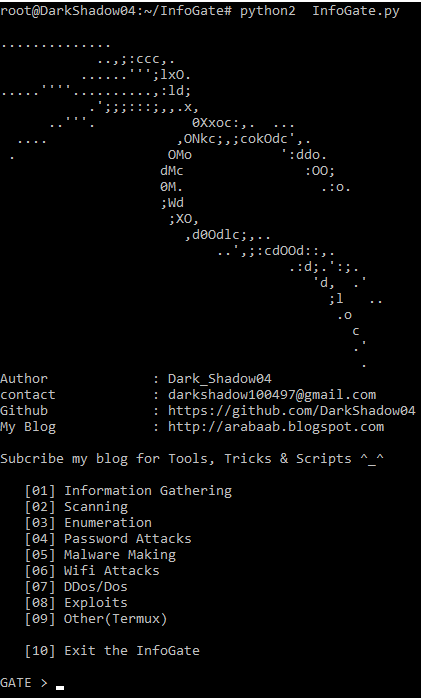 root@DarkShadow04:~/InfoGate# python2  InfoGate.py
..............
            ..,;:ccc,.
          ......''';lxO.
.....''''..........,:ld;
           .';;;:::;,,.x,
      ..'''.            0Xxoc:,.  ...
  ....                ,ONkc;,;cokOdc',.
 .                   OMo           ':ddo.
                    dMc               :OO;
                    0M.                 .:o.
                    ;Wd
                     ;XO,
                       ,d0Odlc;,..
                           ..',;:cdOOd::,.
                                    .:d;.':;.
                                       'd,  .'
                                         ;l   ..
                                          .o
                                            c
                                            .'
                                             .
Author             : Dark_Shadow04
contact            : darkshadow100497@gmail.com
Github             : https://github.com/DarkShadow04
My Blog            : http://arabaab.blogspot.com
Subcribe my blog for Tools, Tricks & Scripts ^_^
   [01] Information Gathering
   [02] Scanning
   [03] Enumeration
   [04] Password Attacks
   [05] Malware Making
   [06] Wifi Attacks
   [07] DDos/Dos
   [08] Exploits
   [09] Other(Termux)
   [10] Exit the InfoGate
GATE > _